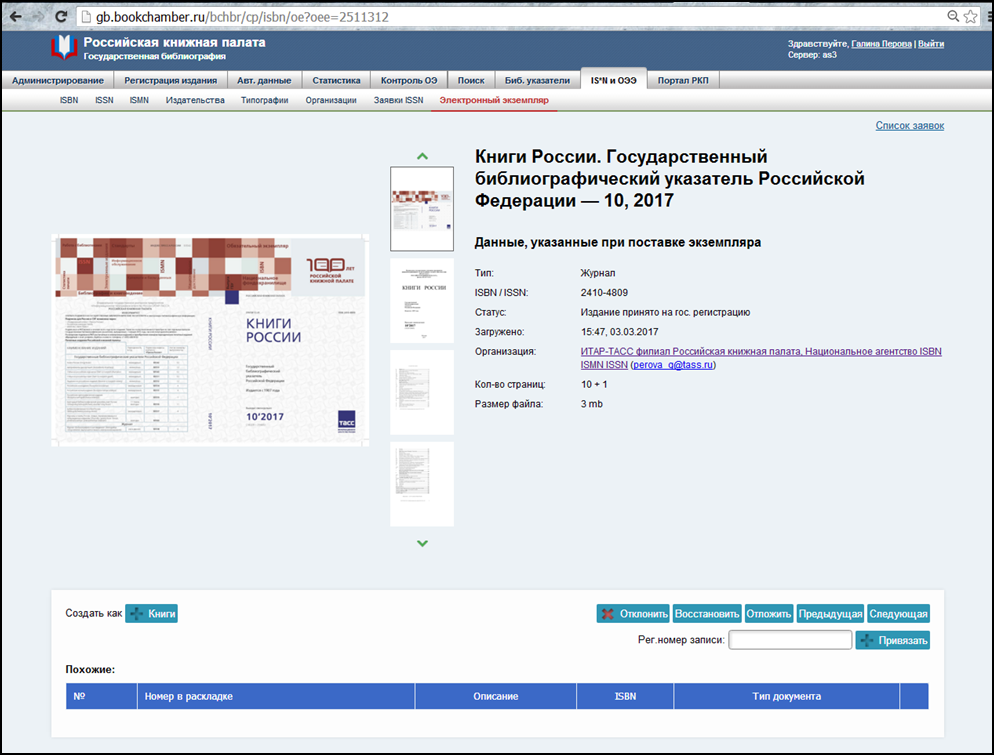 gb.bookchamber.ru/bchbr/cp/isbn/oe?oee=2511312
Российская книжная палата
Государственная библиография
Здравствуйте, Галина Перова | Выйти
Сервер: as3
Администрирование Регистрация издания Авт. данные Статистика Контроль ОЭ Поиск Биб. указатели IS*N и ОЭЭ Портал РКП
ISBN ISSN ISMN Издательства Типографии Организации Заявки ISSN Электронный экземпляр
Список заявок
Книги России. Государственный
библиографический указатель Российской
Федерации — 10, 2017
Данные, указанные при поставке экземпляра
Тип: Журнал
ISBN / ISSN: 2410-4809
Статус: Издание принято на гос. регистрацию
Загружено: 15:47, 03.03.2017
Организация: ИТАР-ТАСС филиал Российская книжная палата, Национальное агентство ISBN
ISMN ISSN (perova_g@tass.ru)
Кол-во страниц: 10 + 1
Размер файла: 3 mb
100 ЛЕТ
РОССИЙСКОЙ
КНИЖНОЙ ПАЛАТЕ
КНИГИ
РОССИИ
Государственный
библиографический
указатель
Российской Федерации
10'2017
ТАСС
КНИГИ РОССИИ
Создать как Книги
Отклонить Восстановить Отложить Предыдущая Следующая
Рег.номер записи: Привязать
Похожие:
№ Номер в раскладке Описание ISBN Тип документа